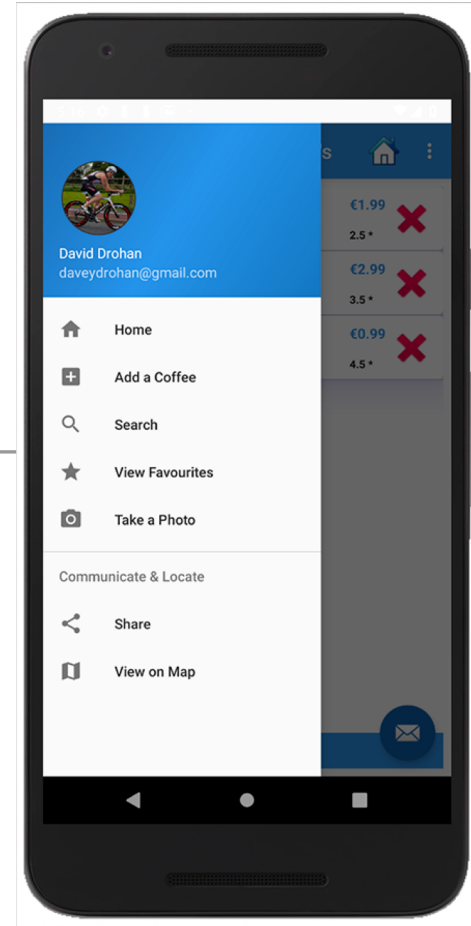 s
David Drohan
daveydrohan@gmail.com
Home
Add a Coffee
Search
View Favourites
Take a Photo
Communicate & Locate
Share
View on Map
€1.99
2.5 *
€2.99
3.5 *
€0.99
4.5 *